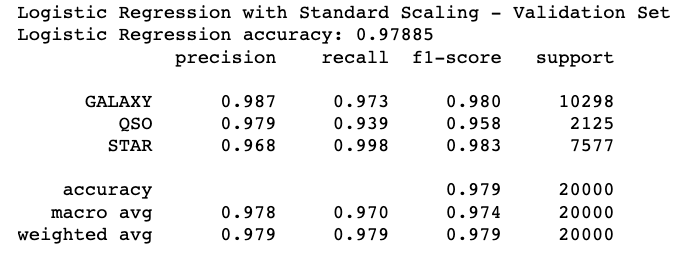 Logistic Regression with Standard Scaling - Validation Set
Logistic Regression accuracy: 0.97885
precision recall f1-score support
GALAXY 0.987 0.973 0.980 10298
QSO 0.979 0.939 0.958 2125
STAR 0.968 0.998 0.983 7577
accuracy 0.979 20000
macro avg 0.978 0.970 0.974 20000
weighted avg 0.979 0.979 0.979 20000